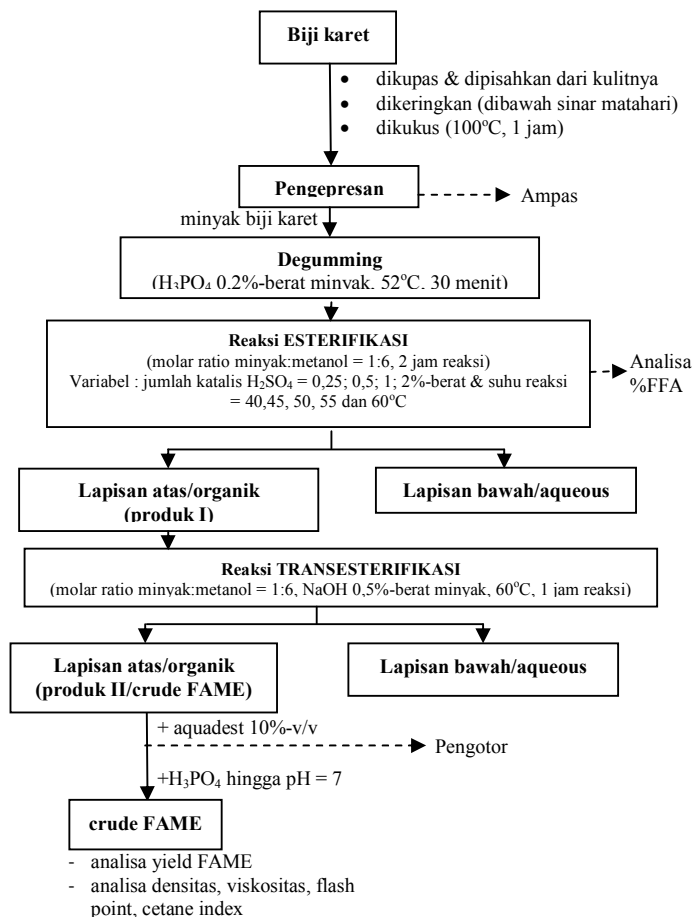 Biji karet
• dikupas & dipisahkan dari kulitnya
• dikeringkan (dibawah sinar matahari)
• dikukus (100°C, 1 jam)
Pengepresan
Ampas
minyak biji karet
Degumming
(H₃PO₄ 0,2%-berat minyak, 52°C, 30 menit)
Reaksi ESTERIFIKASI
(molar ratio minyak:metanol = 1:6, 2 jam reaksi)
Variabel : jumlah katalis H₂SO₄ = 0,25; 0,5; 1; 2%-berat & suhu reaksi
= 40,45, 50, 55 dan 60°C
Analisa
%FFA
Lapisan atas/organik
(produk I)
Lapisan bawah/aqueous
Reaksi TRANSESTERIFIKASI
(molar ratio minyak:metanol = 1:6, NaOH 0,5%-berat minyak, 60°C, 1 jam reaksi)
Lapisan atas/organik
(produk II/crude FAME)
Lapisan bawah/aqueous
+ aquadest 10%-v/v
Pengotor
+H₃PO₄ hingga pH = 7
crude FAME
- analisa yield FAME
- analisa densitas, viskositas, flash
point, cetane index